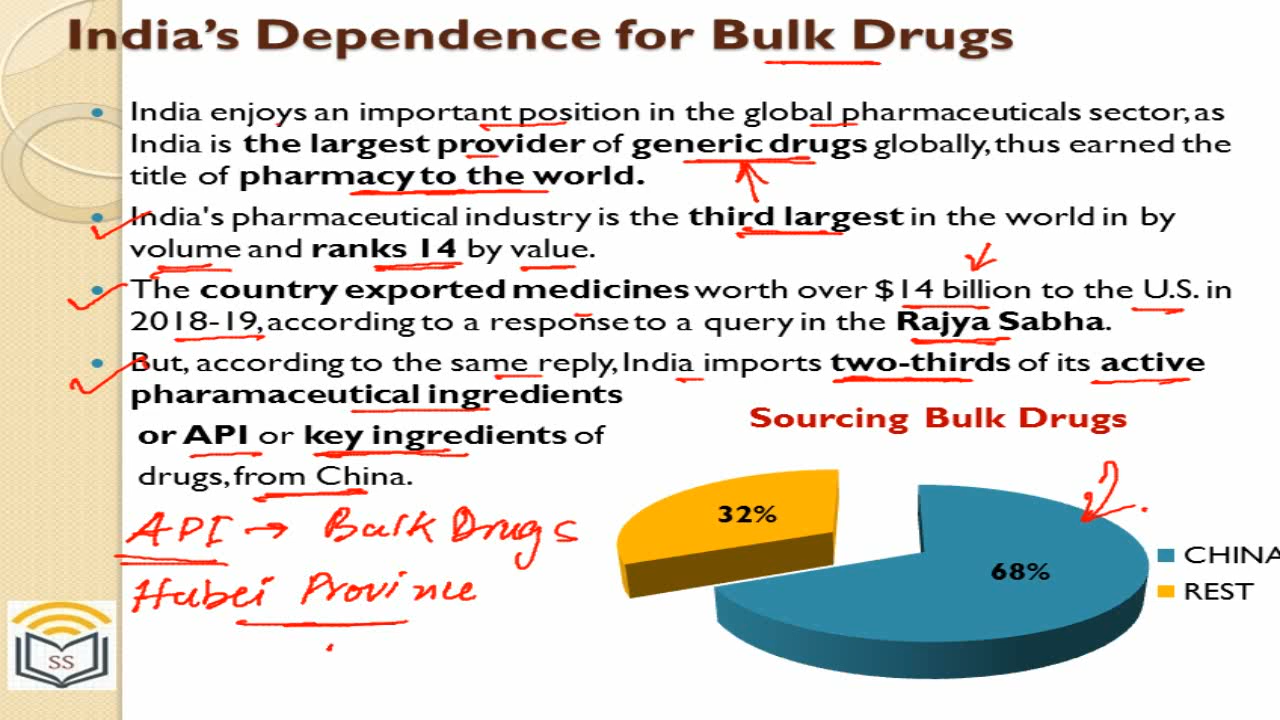 India's Dependence for Bulk Drugs
India enjoys an important position in the global pharmaceuticals sector, as
India is the largest provider of generic drugs globally, thus earned the
title of pharmacy to the world.
India's pharmaceutical industry is the third largest in the world in by
volume and ranks 14 by value.
The country exported medicines worth over $14 billion to the U.S. in
2018-19, according to a response to a query in the Rajya Sabha.
But, according to the same reply, India imports two-thirds of its active
pharamaceutical ingredients
or API or key ingredients of
drugs, from China.
API → Bulk Drugs
Hubei Province
Sourcing Bulk Drugs
32%
68%
CHINA
REST
SS